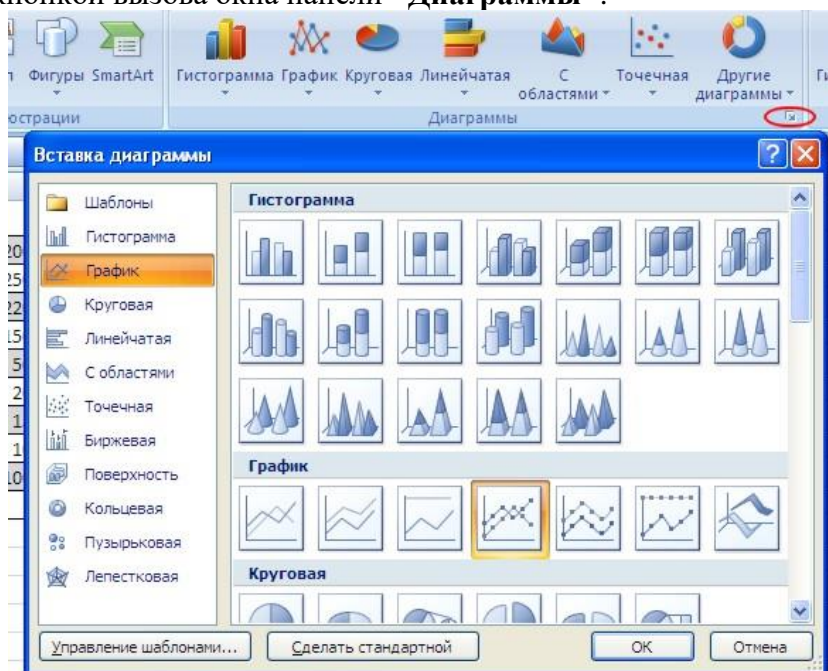 кнопкой вызова окна панели "Диаграммы".
Фигуры SmartArt Гистограмма График Круговая Линейчатая С областями Точечная Другие диаграммы
Диаграммы
Вставка диаграммы
Шаблоны
Гистограмма
График
Круговая
Линейчатая
С областями
Точечная
Биржевая
Поверхность
Кольцевая
Пузырьковая
Лепестковая
Гистограмма
График
Круговая
Управление шаблонами... Сделать стандартной ОК Отмена